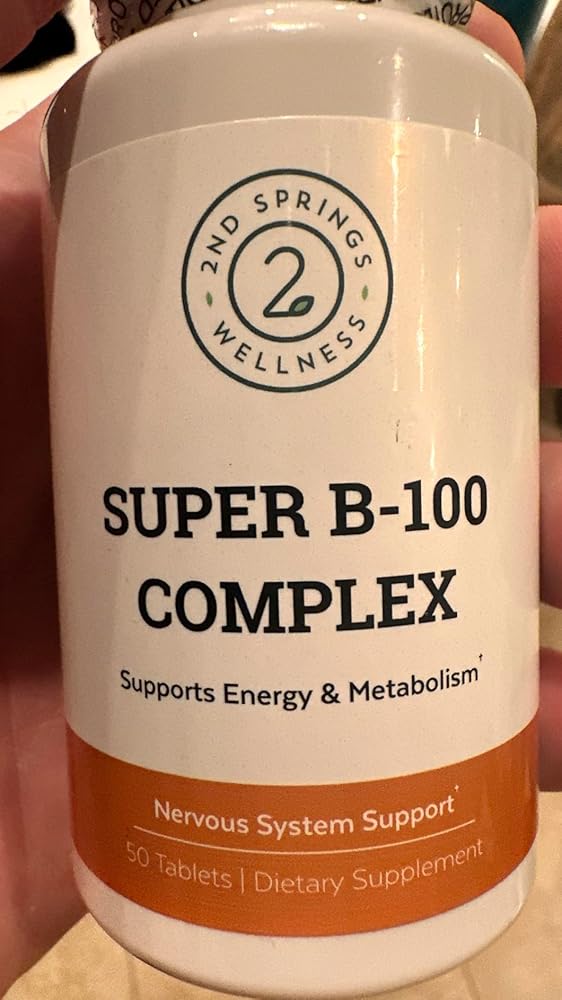 2ND SPRINGS
2
WELLNESS
SUPER B-100
COMPLEX
Supports Energy & Metabolism†
Nervous System Support†
50 Tablets | Dietary Supplement